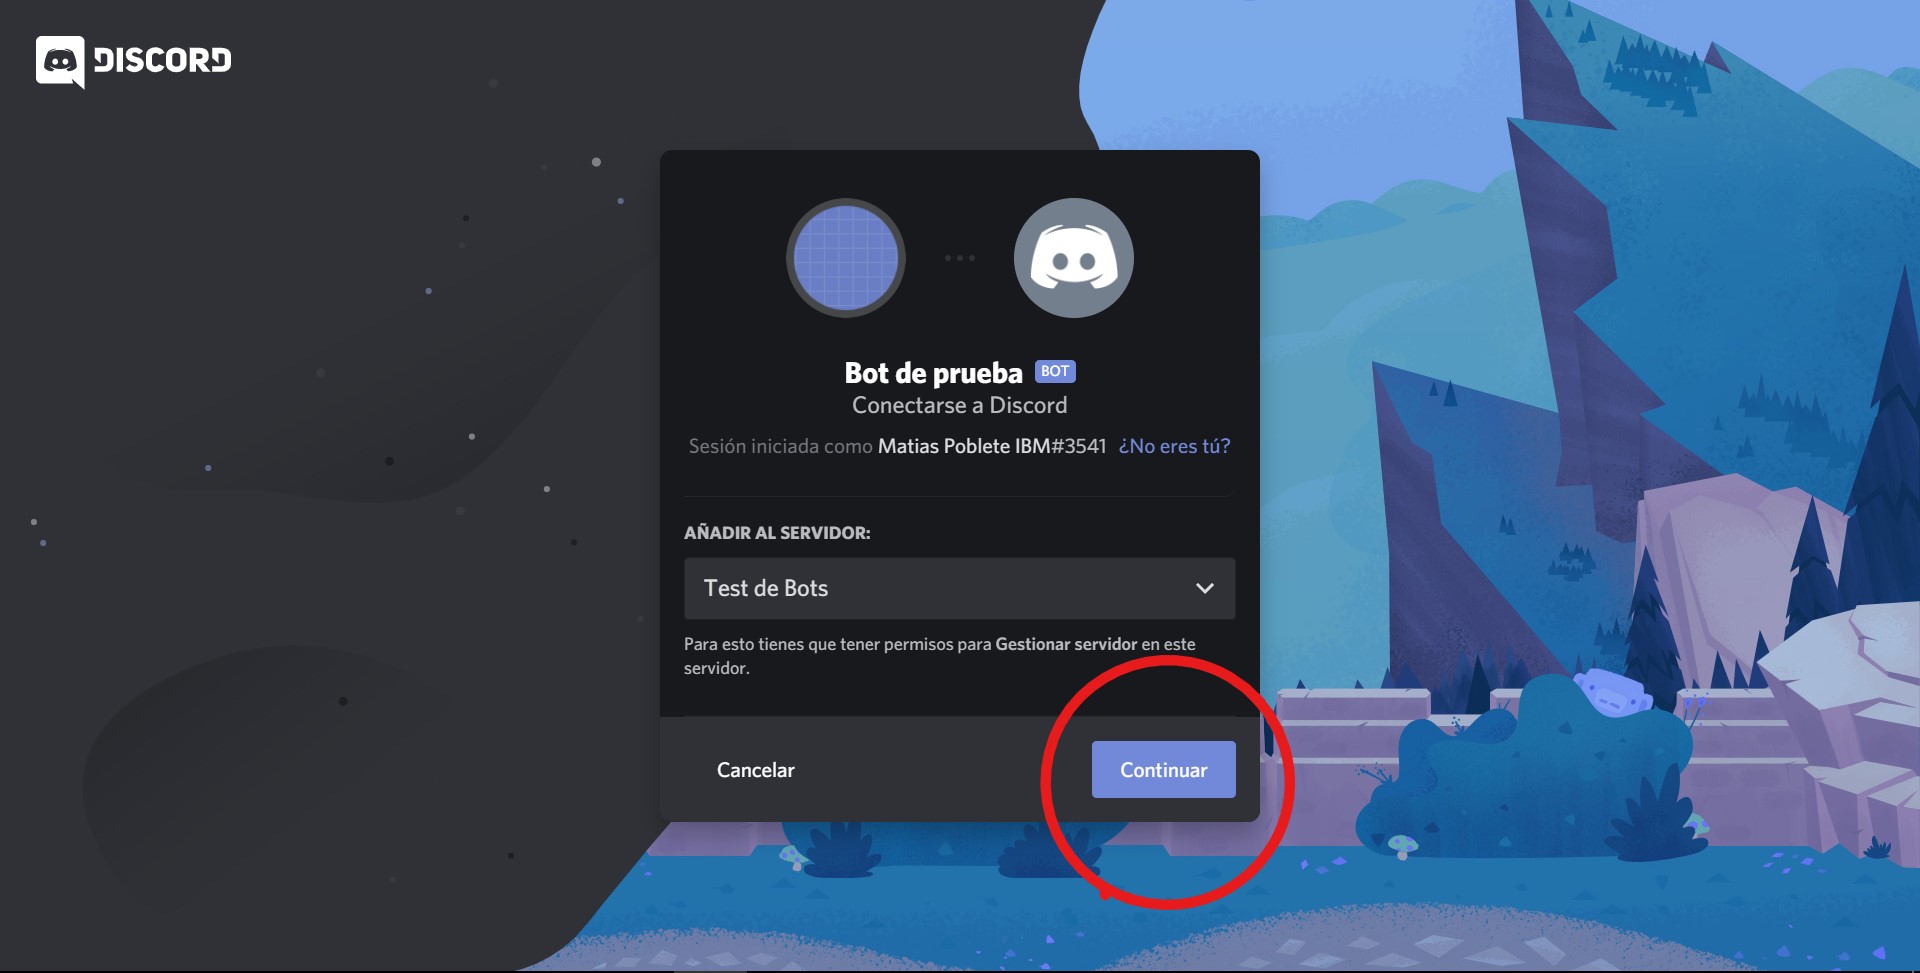 DISCORD
Bot de prueba BOT
Conectarse a Discord
Sesión iniciada como Matias Poblete IBM#3541 ¿No eres tú?
AÑADIR AL SERVIDOR:
Test de Bots
Para esto tienes que tener permisos para Gestionar servidor en este
servidor.
Cancelar
Continuar